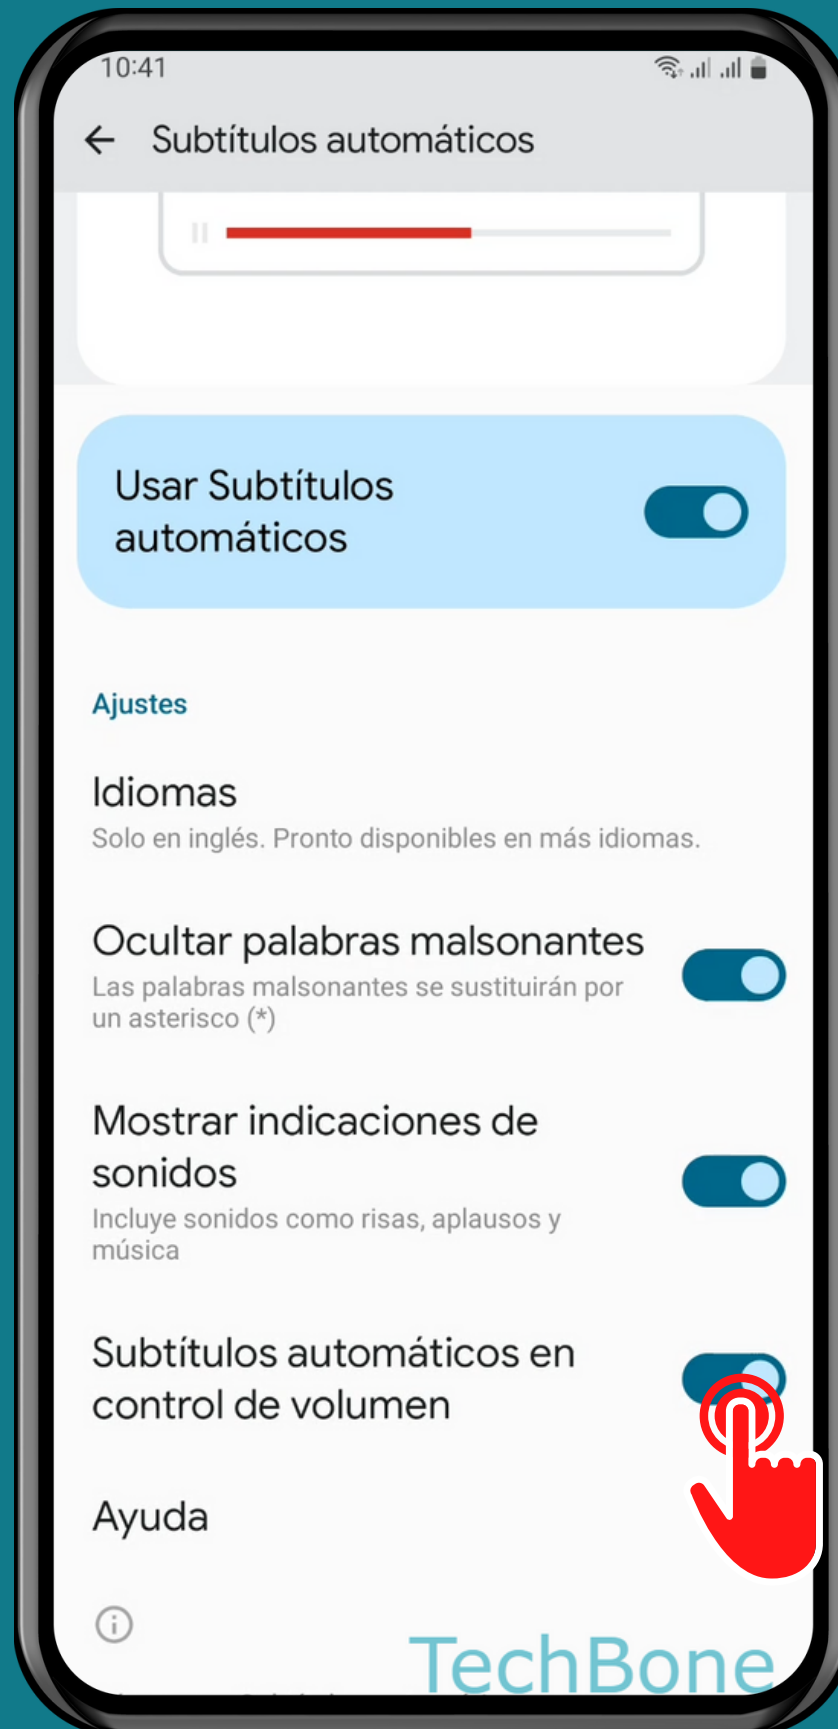 10:41
Subtítulos automáticos
Usar Subtítulos
automáticos
Ajustes
Idiomas
Solo en inglés. Pronto disponibles en más idiomas.
Ocultar palabras malsonantes
Las palabras malsonantes se sustituirán por
un asterisco (*)
Mostrar indicaciones de
sonidos
Incluye sonidos como risas, aplausos y
música
Subtítulos automáticos en
control de volumen
Ayuda
TechBone